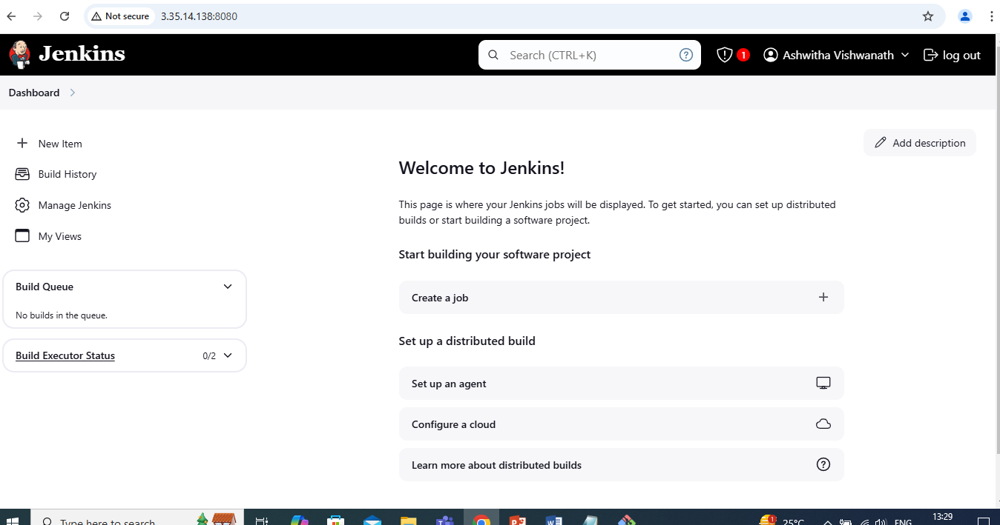 Not secure 3.35.14.138:8080
Jenkins
Search (CTRL+K)
1
Ashwitha Vishwanath
log out
Dashboard
New Item
Build History
Manage Jenkins
My Views
Build Queue
No builds in the queue.
Build Executor Status 0/2
Add description
Welcome to Jenkins!
This page is where your Jenkins jobs will be displayed. To get started, you can set up distributed
builds or start building a software project.
Start building your software project
Create a job
Set up a distributed build
Set up an agent
Configure a cloud
Learn more about distributed builds
Type here to search
1
25°C
ENG
13:29